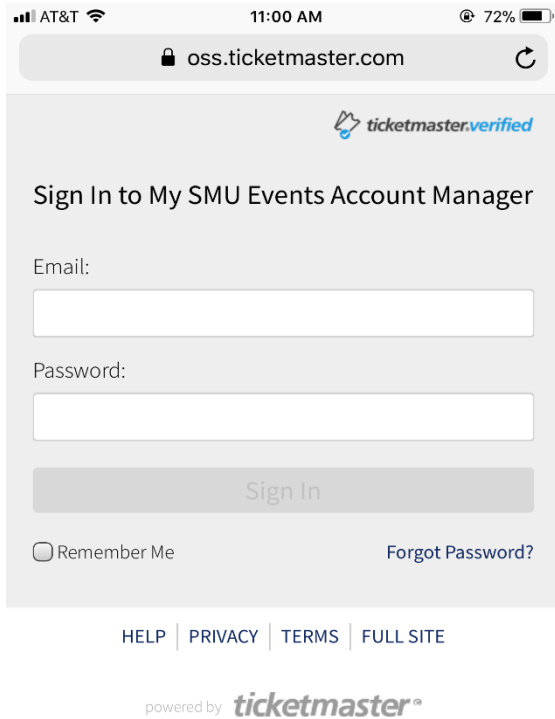 AT&T 11:00 AM 72%
oss.ticketmaster.com
ticketmaster.verified
Sign In to My SMU Events Account Manager
Email:
Password:
Sign In
Remember Me Forgot Password?
HELP PRIVACY TERMS FULL SITE
powered by ticketmaster®